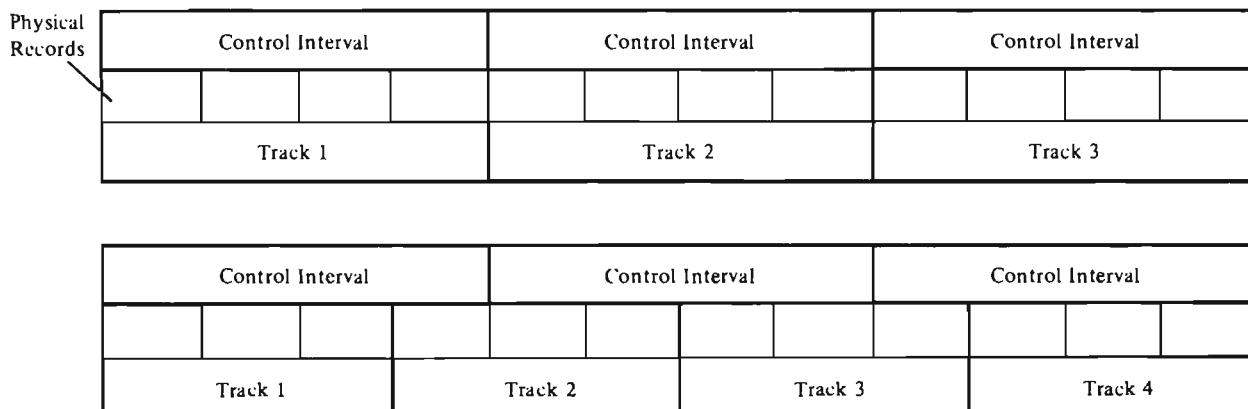 Physical
Records
Control Interval
Control Interval
Control Interval
Track 1
Track 2
Track 3
Control Interval
Control Interval
Control Interval
Track 1
Track 2
Track 3
Track 4